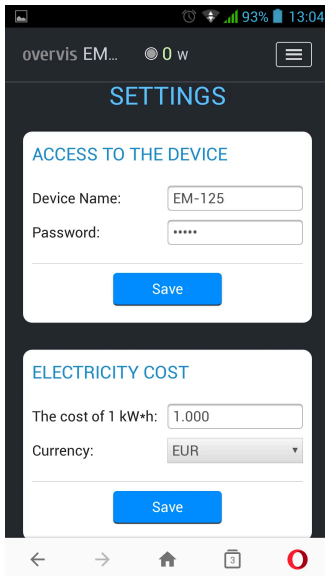 93% 13:04
overvis EM... 0 W
SETTINGS
ACCESS TO THE DEVICE
Device Name: EM-125
Password: •••••
Save
ELECTRICITY COST
The cost of 1 kW*h: 1.000
Currency: EUR
Save
3